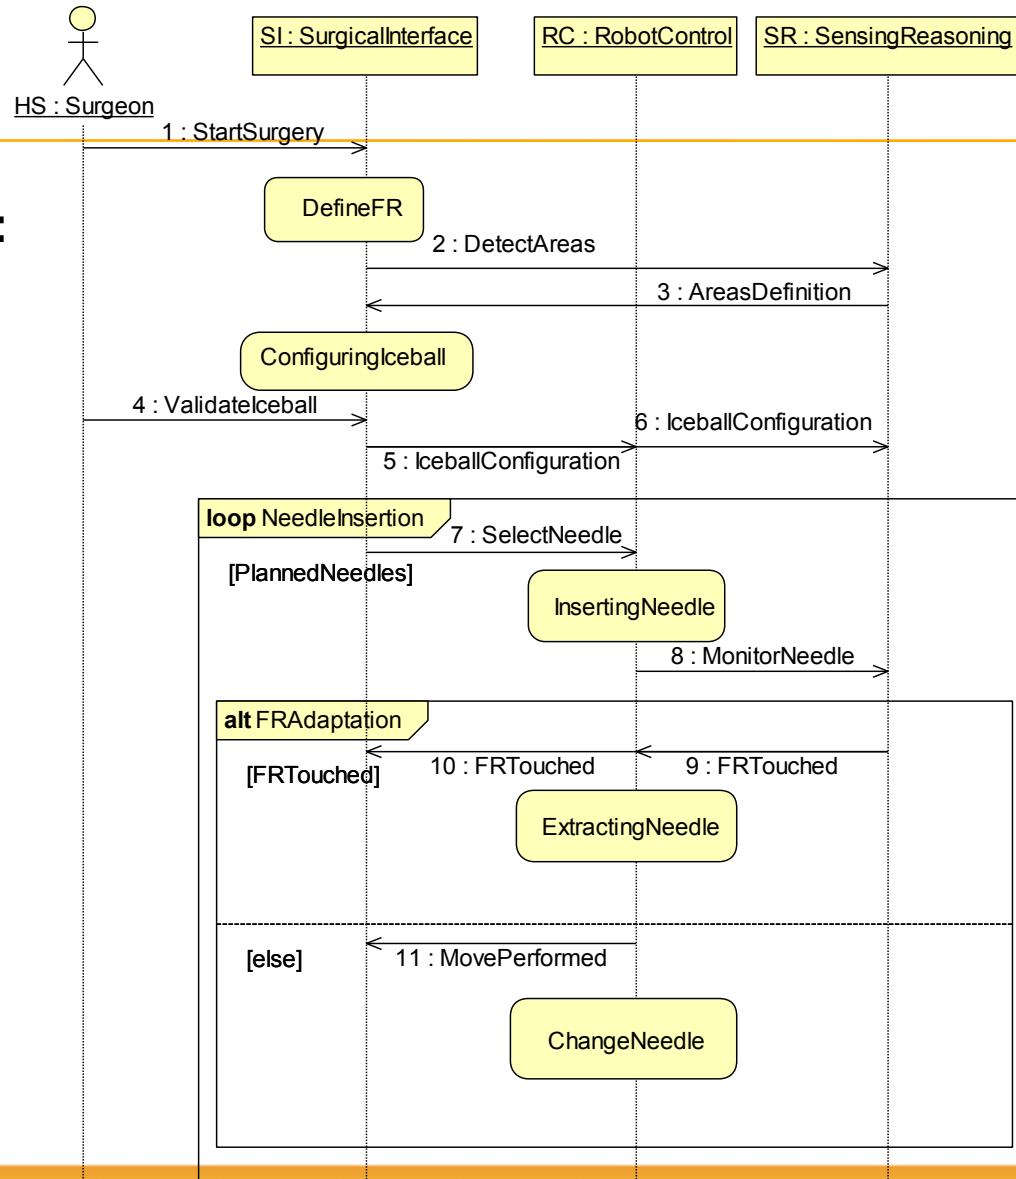 SI : SurgicalInterface
RC : RobotControl
SR : SensingReasoning
HS : Surgeon
1 : StartSurgery
:
DefineFR
2 : DetectAreas
3 : AreasDefinition
ConfiguringIceball
4 : ValidateIceball
6 : IceballConfiguration
5 : IceballConfiguration
loop NeedleInsertion
7 : SelectNeedle
[PlannedNeedles]
InsertingNeedle
8 : MonitorNeedle
alt FRAdaptation
10 : FRTouched
9 : FRTouched
[FRTouched]
ExtractingNeedle
[else]
11 : MovePerformed
ChangeNeedle